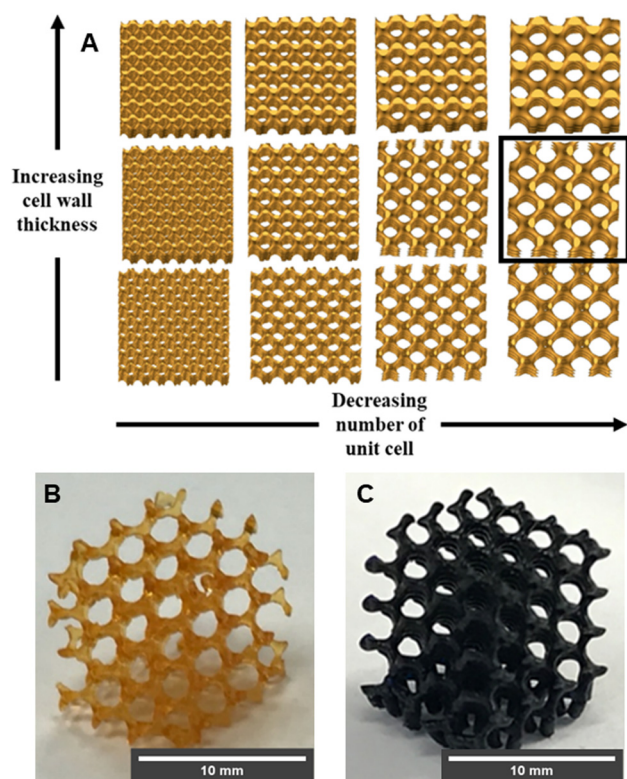 A
Increasing
cell wall
thickness
Decreasing
number of
unit cell
B
C
10 mm
10 mm